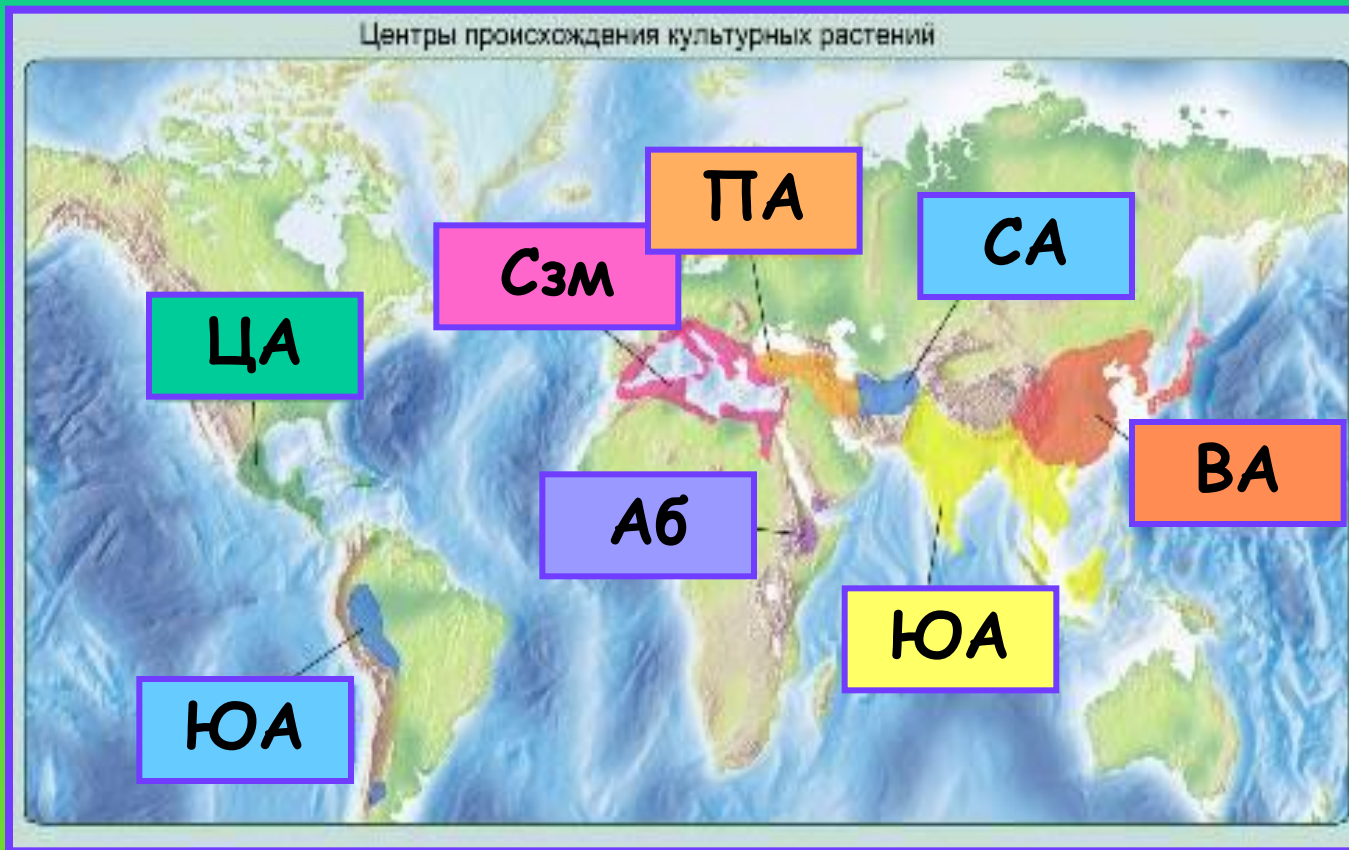 Центры происхождения культурных растений
ПА
СА
Сзм
ЦА
ВА
Аб
ЮА
ЮА